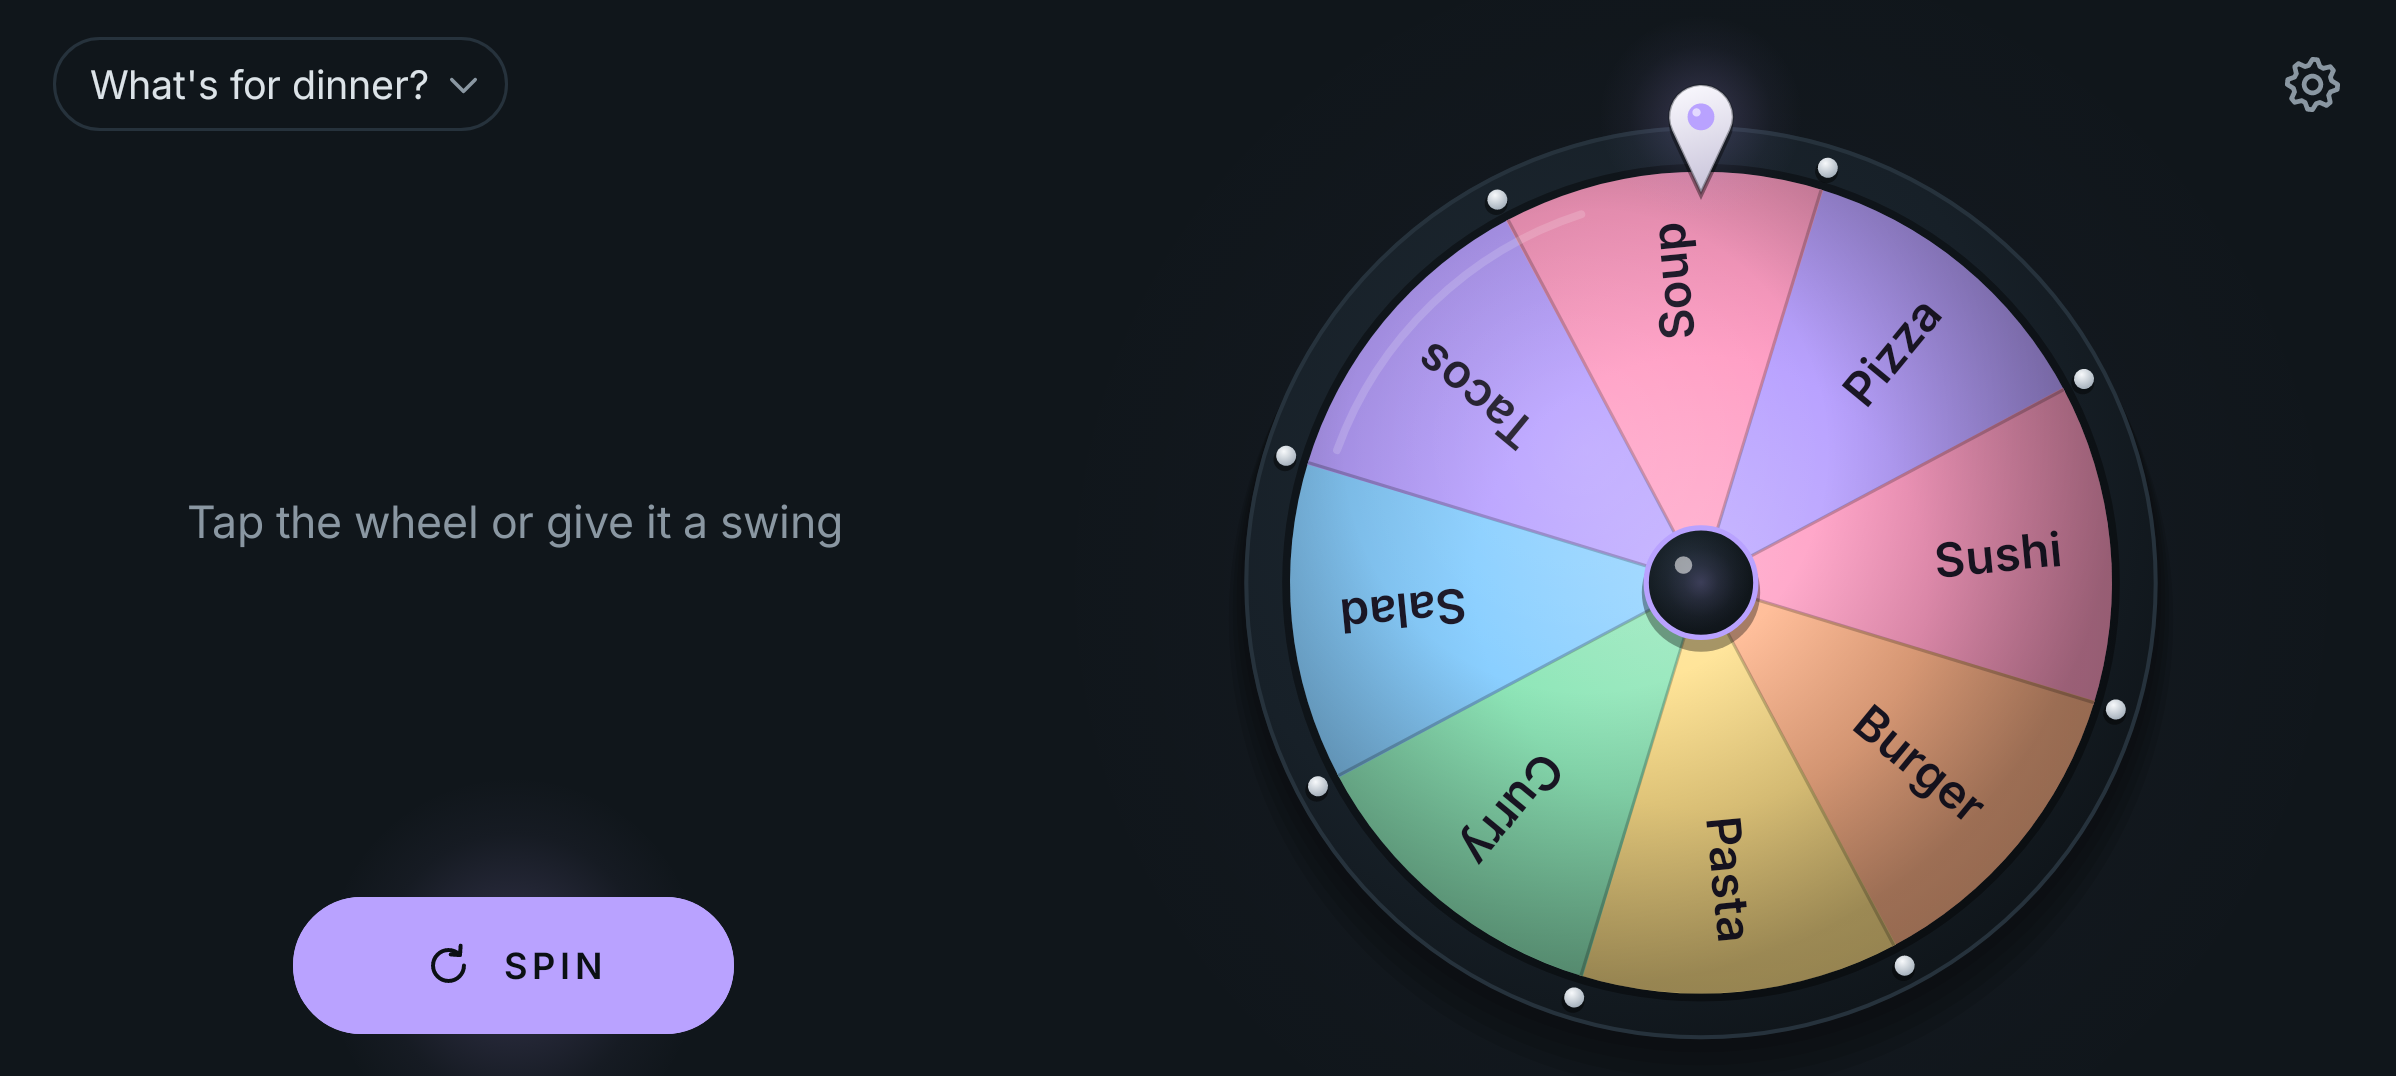 What's for dinner?
Tap the wheel or give it a swing
SPIN
Soup
Pizza
Sushi
Burger
Pasta
Curry
Salad
Tacos